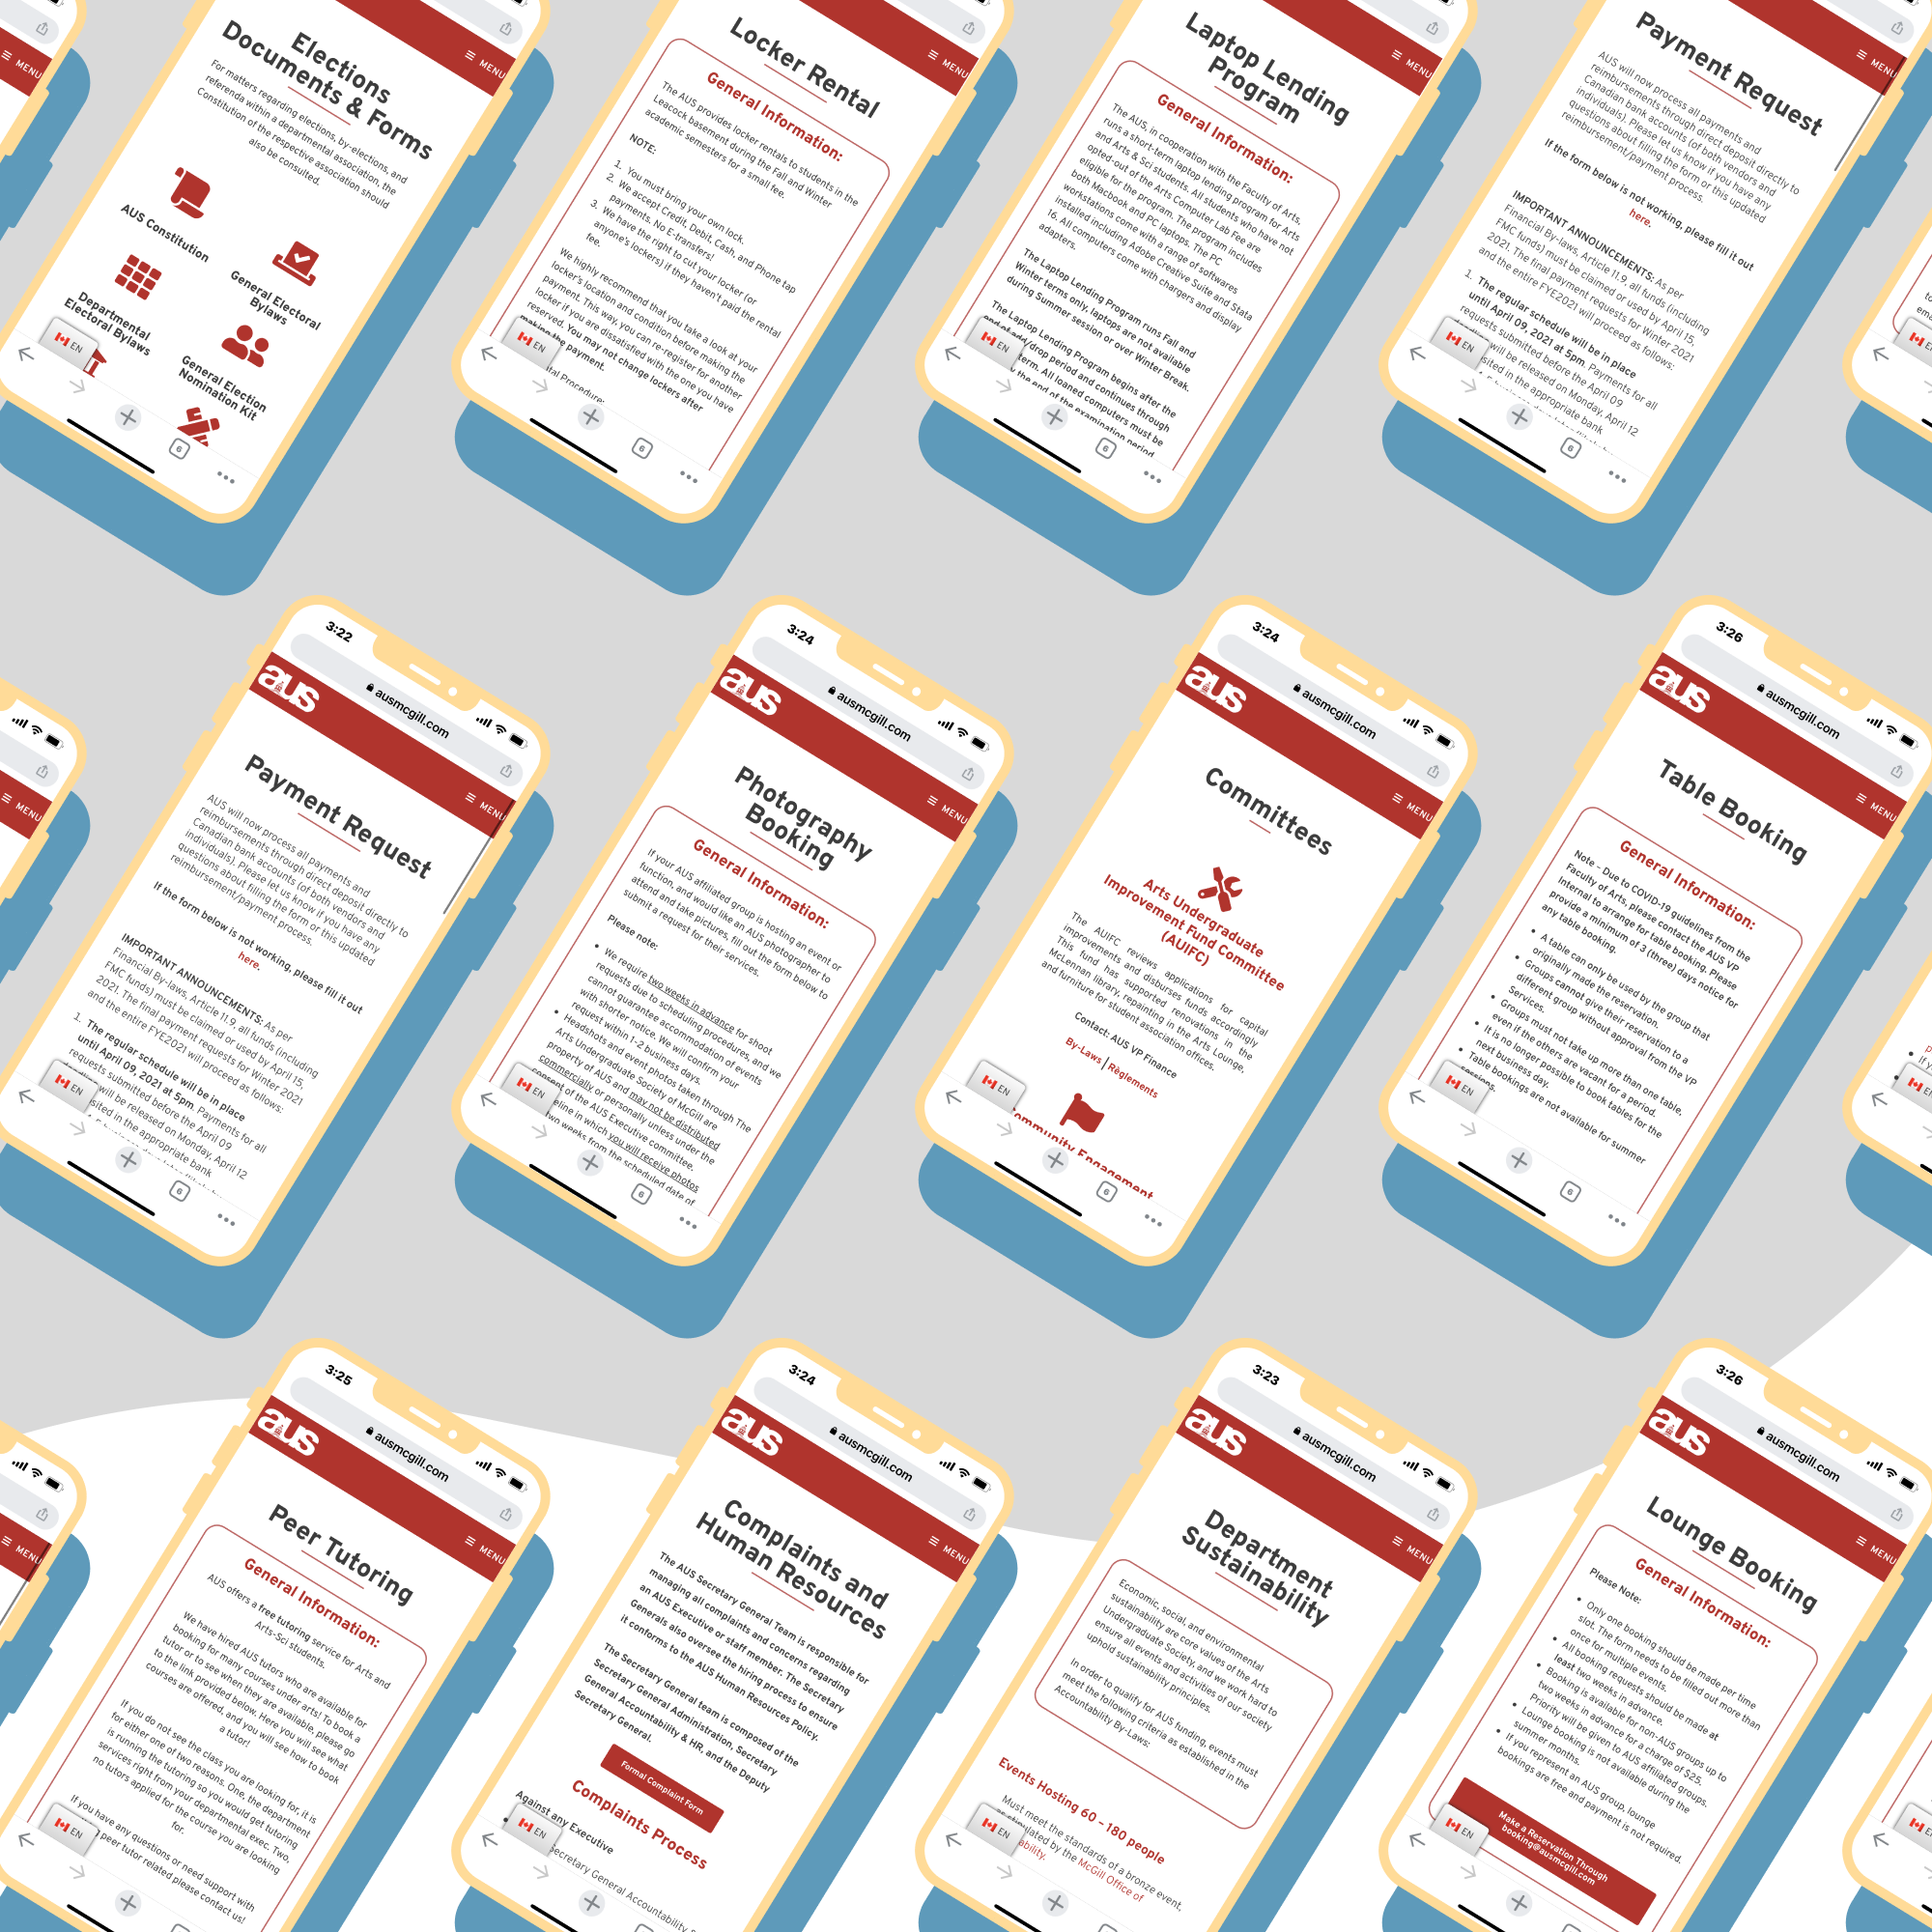 MENU
Elections
Documents & Forms
For matters regarding elections, by-elections, and
referenda within a departmental association, the
Constitution of the respective association should
also be consulted.
AUS Constitution
General Electoral
Bylaws
Departmental
Electoral Bylaws
General Election
Nomination Kit
EN
6
MENU
Locker Rental
General Information:
The AUS provides locker rentals to students in the
Leacock basement during the Fall and Winter
academic semesters for a small fee.
NOTE:
1. You must bring your own lock.
2. We accept Credit, Debit, Cash, and Phone tap
payments. No E-transfers!
3. We have the right to cut your locker (or
anyone's lockers) if they haven't paid the rental
fee.
We highly recommend that you take a look at your
locker's location and condition before making the
payment. This way, you can re-register for another
locker if you are dissatisfied with the one you have
reserved. You may not change lockers after
making the payment.
EN
6
MENU
Laptop Lending
Program
General Information:
The AUS, in cooperation with the Faculty of Arts,
runs a short-term laptop lending program for Arts
and Arts & Sci students. All students who have not
opted-out of the Arts Computer Lab Fee are
eligible for the program. The program includes
both Macbook and PC laptops. The PC
workstations come with a range of softwares
installed including Adobe Creative Suite and Stata
16. All computers come with chargers and display
adapters.
The Laptop Lending Program runs Fall and
Winter terms only, laptops are not available
during Summer session or over Winter Break.
The Laptop Lending Program begins after the
end of add/drop period and continues through
term. All loaned computers must be
the end of the examination period
EN
6
MENU
Payment Request
AUS will now process all payments and
reimbursements through direct deposit directly to
Canadian bank accounts (of both vendors and
individuals). Please let us know if you have any
questions about filling the form or this updated
reimbursement/payment process.
If the form below is not working, please fill it out
here.
IMPORTANT ANNOUNCEMENTS: As per
Financial By-laws, Article 11.9, all funds (including
FMC funds) must be claimed or used by April 15,
2021. The final payment requests for Winter 2021
and the entire FYE2021 will proceed as follows:
1. The regular schedule will be in place
until April 09, 2021 at 5pm. Payments for all
requests submitted before the April 09
will be released on Monday, April 12
in the appropriate bank
EN
6
MENU
3:22
ausmcgill.com
aus
MENU
Payment Request
AUS will now process all payments and
reimbursements through direct deposit directly to
Canadian bank accounts (of both vendors and
individuals). Please let us know if you have any
questions about filling the form or this updated
reimbursement/payment process.
If the form below is not working, please fill it out
here.
IMPORTANT ANNOUNCEMENTS: As per
Financial By-laws, Article 11.9, all funds (including
FMC funds) must be claimed or used by April 15,
2021. The final payment requests for Winter 2021
and the entire FYE2021 will proceed as follows:
1. The regular schedule will be in place
until April 09, 2021 at 5pm. Payments for all
requests submitted before the April 09
will be released on Monday, April 12
in the appropriate bank
EN
6
3:24
ausmcgill.com
aus
MENU
Photography
Booking
General Information:
If your AUS affiliated group is hosting an event or
function, and would like an AUS photographer to
attend and take pictures, fill out the form below to
submit a request for their services.
Please note:
• We require two weeks in advance for shoot
requests due to scheduling procedures, and we
cannot guarantee accommodation of events
with shorter notice. We will confirm your
request within 1-2 business days.
• Headshots and event photos taken through The
Arts Undergraduate Society of McGill are
property of AUS and may not be distributed
commercially or personally unless under the
consent of the AUS Executive committee.
in which you will receive photos
two weeks from the scheduled date of
EN
6
3:24
ausmcgill.com
aus
MENU
Committees
Arts Undergraduate
Improvement Fund Committee
(AUIFC)
The AUIFC reviews applications for capital
improvements and disburses funds accordingly
This fund has supported renovations in the
McLennan library, repainting in the Arts Lounge,
and furniture for student association offices.
Contact: AUS VP Finance
By-Laws | Règlements
Community Engagement
EN
6
3:26
ausmcgill.com
aus
MENU
Table Booking
General Information:
Note – Due to COVID-19 guidelines from the
Faculty of Arts, please contact the AUS VP
Internal to arrange for table booking. Please
provide a minimum of 3 (three) days notice for
any table booking.
• A table can only be used by the group that
originally made the reservation.
• Groups cannot give their reservation to a
different group without approval from the VP
Services.
• Groups must not take up more than one table,
even if the others are vacant for a period.
• It is no longer possible to book tables for the
next business day.
• Table bookings are not available for summer
sessions.
EN
6
MENU
3:25
ausmcgill.com
aus
MENU
Peer Tutoring
General Information:
AUS offers a free tutoring service for Arts and
Arts-Sci students.
We have hired AUS tutors who are available for
booking for many courses under arts! To book a
tutor or to see when they are available, please go
to the link provided below. Here you will see what
courses are offered, and you will see how to book
a tutor!
If you do not see the class you are looking for, it is
for either one of two reasons. One, the department
is running the tutoring so you would get tutoring
services right from your departmental exec. Two,
no tutors applied for the course you are looking
for.
If you have any questions or need support with
peer tutor related please contact us!
EN
3:24
ausmcgill.com
aus
MENU
Complaints and
Human Resources
The AUS Secretary General Team is responsible for
managing all complaints and concerns regarding
an AUS Executive or staff member. The Secretary
Generals also oversee the hiring process to ensure
it conforms to the AUS Human Resources Policy.
The Secretary General team is composed of the
Secretary General Administration, Secretary
General Accountability & HR, and the Deputy
Secretary General.
Formal Complaint Form
Complaints Process
Against any Executive
Secretary General Accountability
EN
3:23
ausmcgill.com
aus
MENU
Department
Sustainability
Economic, social, and environmental
sustainability are core values of the Arts
Undergraduate Society, and we work hard to
ensure all events and activities of our society
uphold sustainability principles.
In order to qualify for AUS funding, events must
meet the following criteria as established in the
Accountability By-Laws:
Events Hosting 60 – 180 people
Must meet the standards of a bronze event,
as stipulated by the McGill Office of
EN
3:26
ausmcgill.com
aus
MENU
Lounge Booking
General Information:
Please Note:
• Only one booking should be made per time
slot. The form needs to be filled out more than
once for multiple events.
• All booking requests should be made at
least two weeks in advance.
• Booking is available for non-AUS groups up to
two weeks in advance for a charge of $25.
Priority will be given to AUS affiliated groups.
• Lounge booking is not available during the
summer months.
• If you represent an AUS group, lounge
bookings are free and payment is not required.
Make a Reservation Through
booking@ausmcgill.com
EN